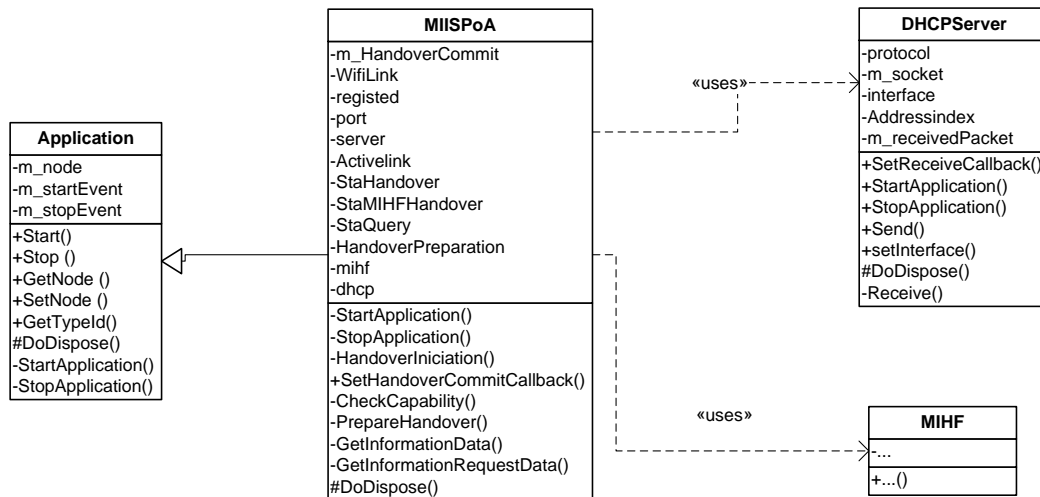 Application
-m_node
-m_startEvent
-m_stopEvent
+Start()
+Stop ()
+GetNode ()
+SetNode ()
+GetTypeId()
#DoDispose()
-StartApplication()
-StopApplication()
MIISPoA
-m_HandoverCommit
-WifiLink
-registed
-port
-server
-Activelink
-StaHandover
-StaMIHFHandover
-StaQuery
-HandoverPreparation
-mihf
-dhcp
-StartApplication()
-StopApplication()
-HandoverIniciation()
+SetHandoverCommitCallback()
-CheckCapability()
-PrepareHandover()
-GetInformationData()
-GetInformationRequestData()
#DoDispose()
«uses»
«uses»
DHCPServer
-protocol
-m_socket
-interface
-Addressindex
-m_receivedPacket
+SetReceiveCallback()
+StartApplication()
+StopApplication()
+Send()
+setInterface()
#DoDispose()
-Receive()
MIHF
-...
+...()